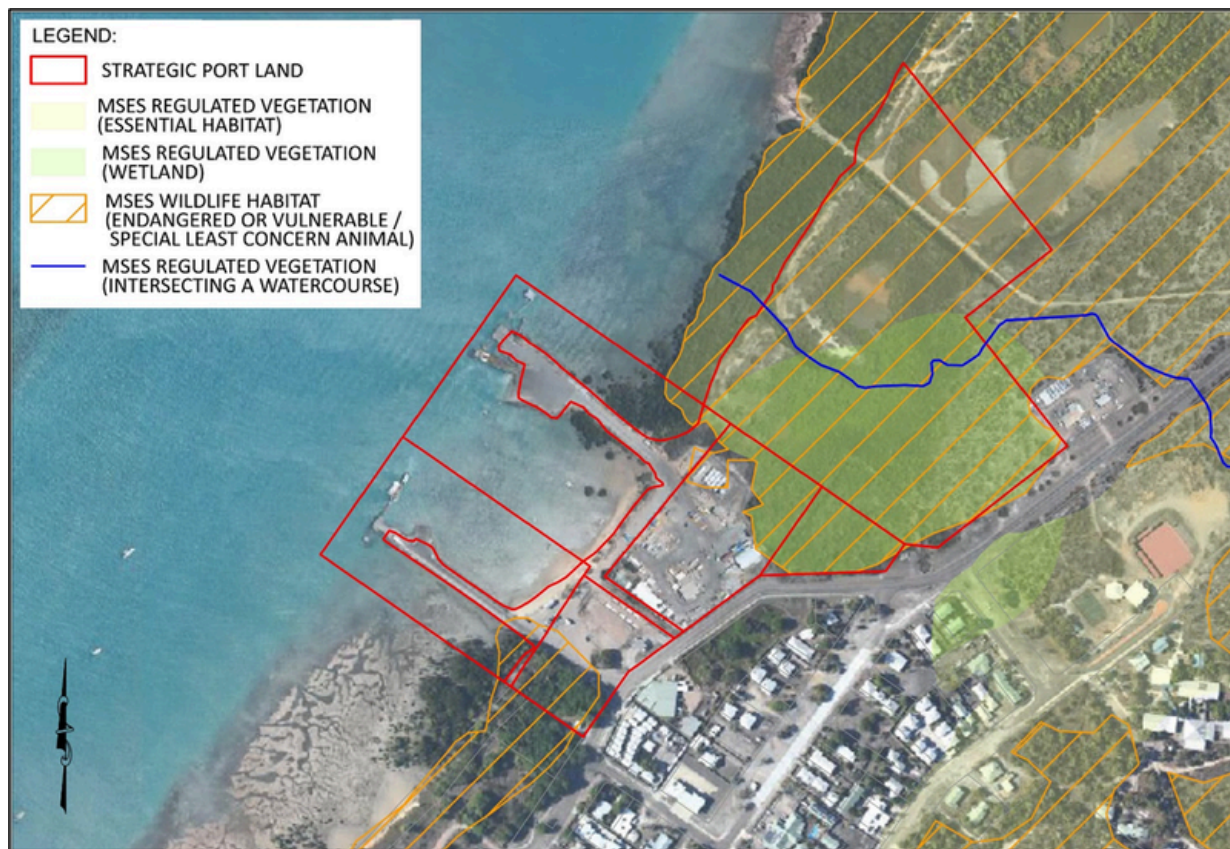 LEGEND:
STRATEGIC PORT LAND
MSES REGULATED VEGETATION
(ESSENTIAL HABITAT)
MSES REGULATED VEGETATION
(WETLAND)
MSES WILDLIFE HABITAT
(ENDANGERED OR VULNERABLE /
SPECIAL LEAST CONCERN ANIMAL)
MSES REGULATED VEGETATION
(INTERSECTING A WATERCOURSE)